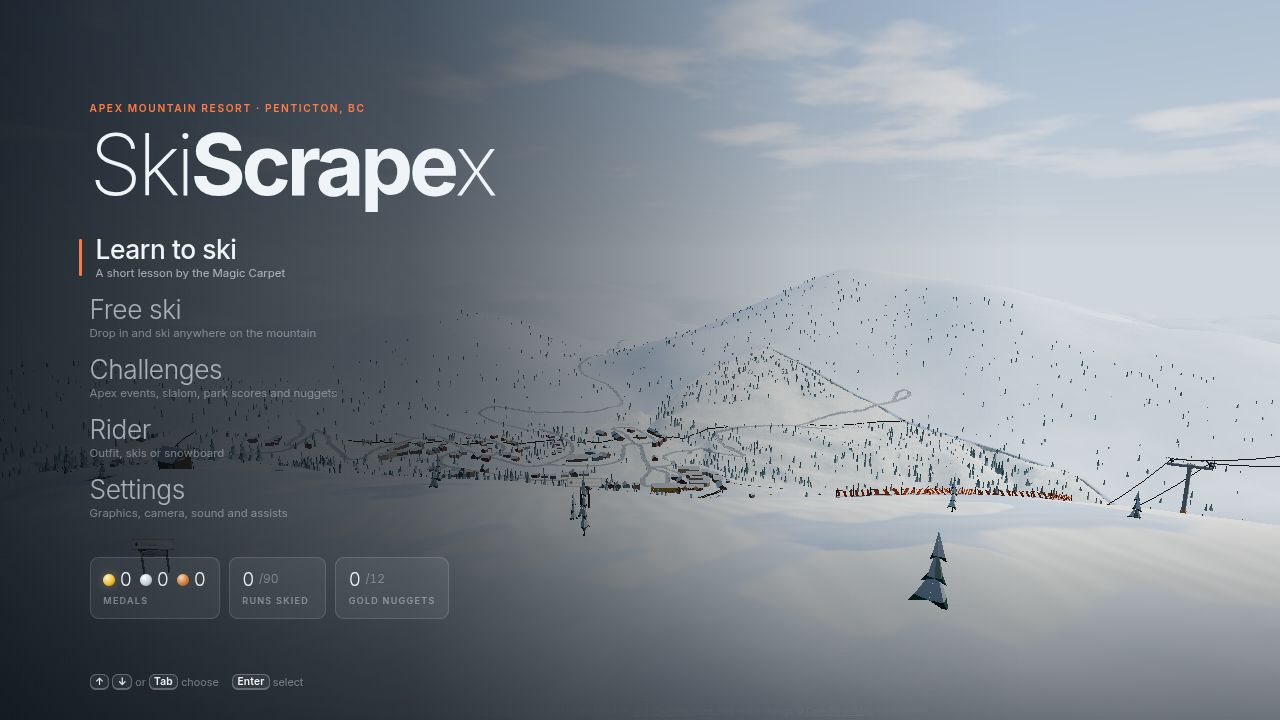 APEX MOUNTAIN RESORT · PENTICTON, BC
SkiScrapex
Learn to ski
A short lesson by the Magic Carpet
Free ski
Drop in and ski anywhere on the mountain
Challenges
Apex events, slalom, park scores and nuggets
Rider
Outfit, skis or snowboard
Settings
Graphics, camera, sound and assists
0 0 0
MEDALS
0 /90
RUNS SKIED
0 /12
GOLD NUGGETS
↑ ↓ or Tab choose Enter select